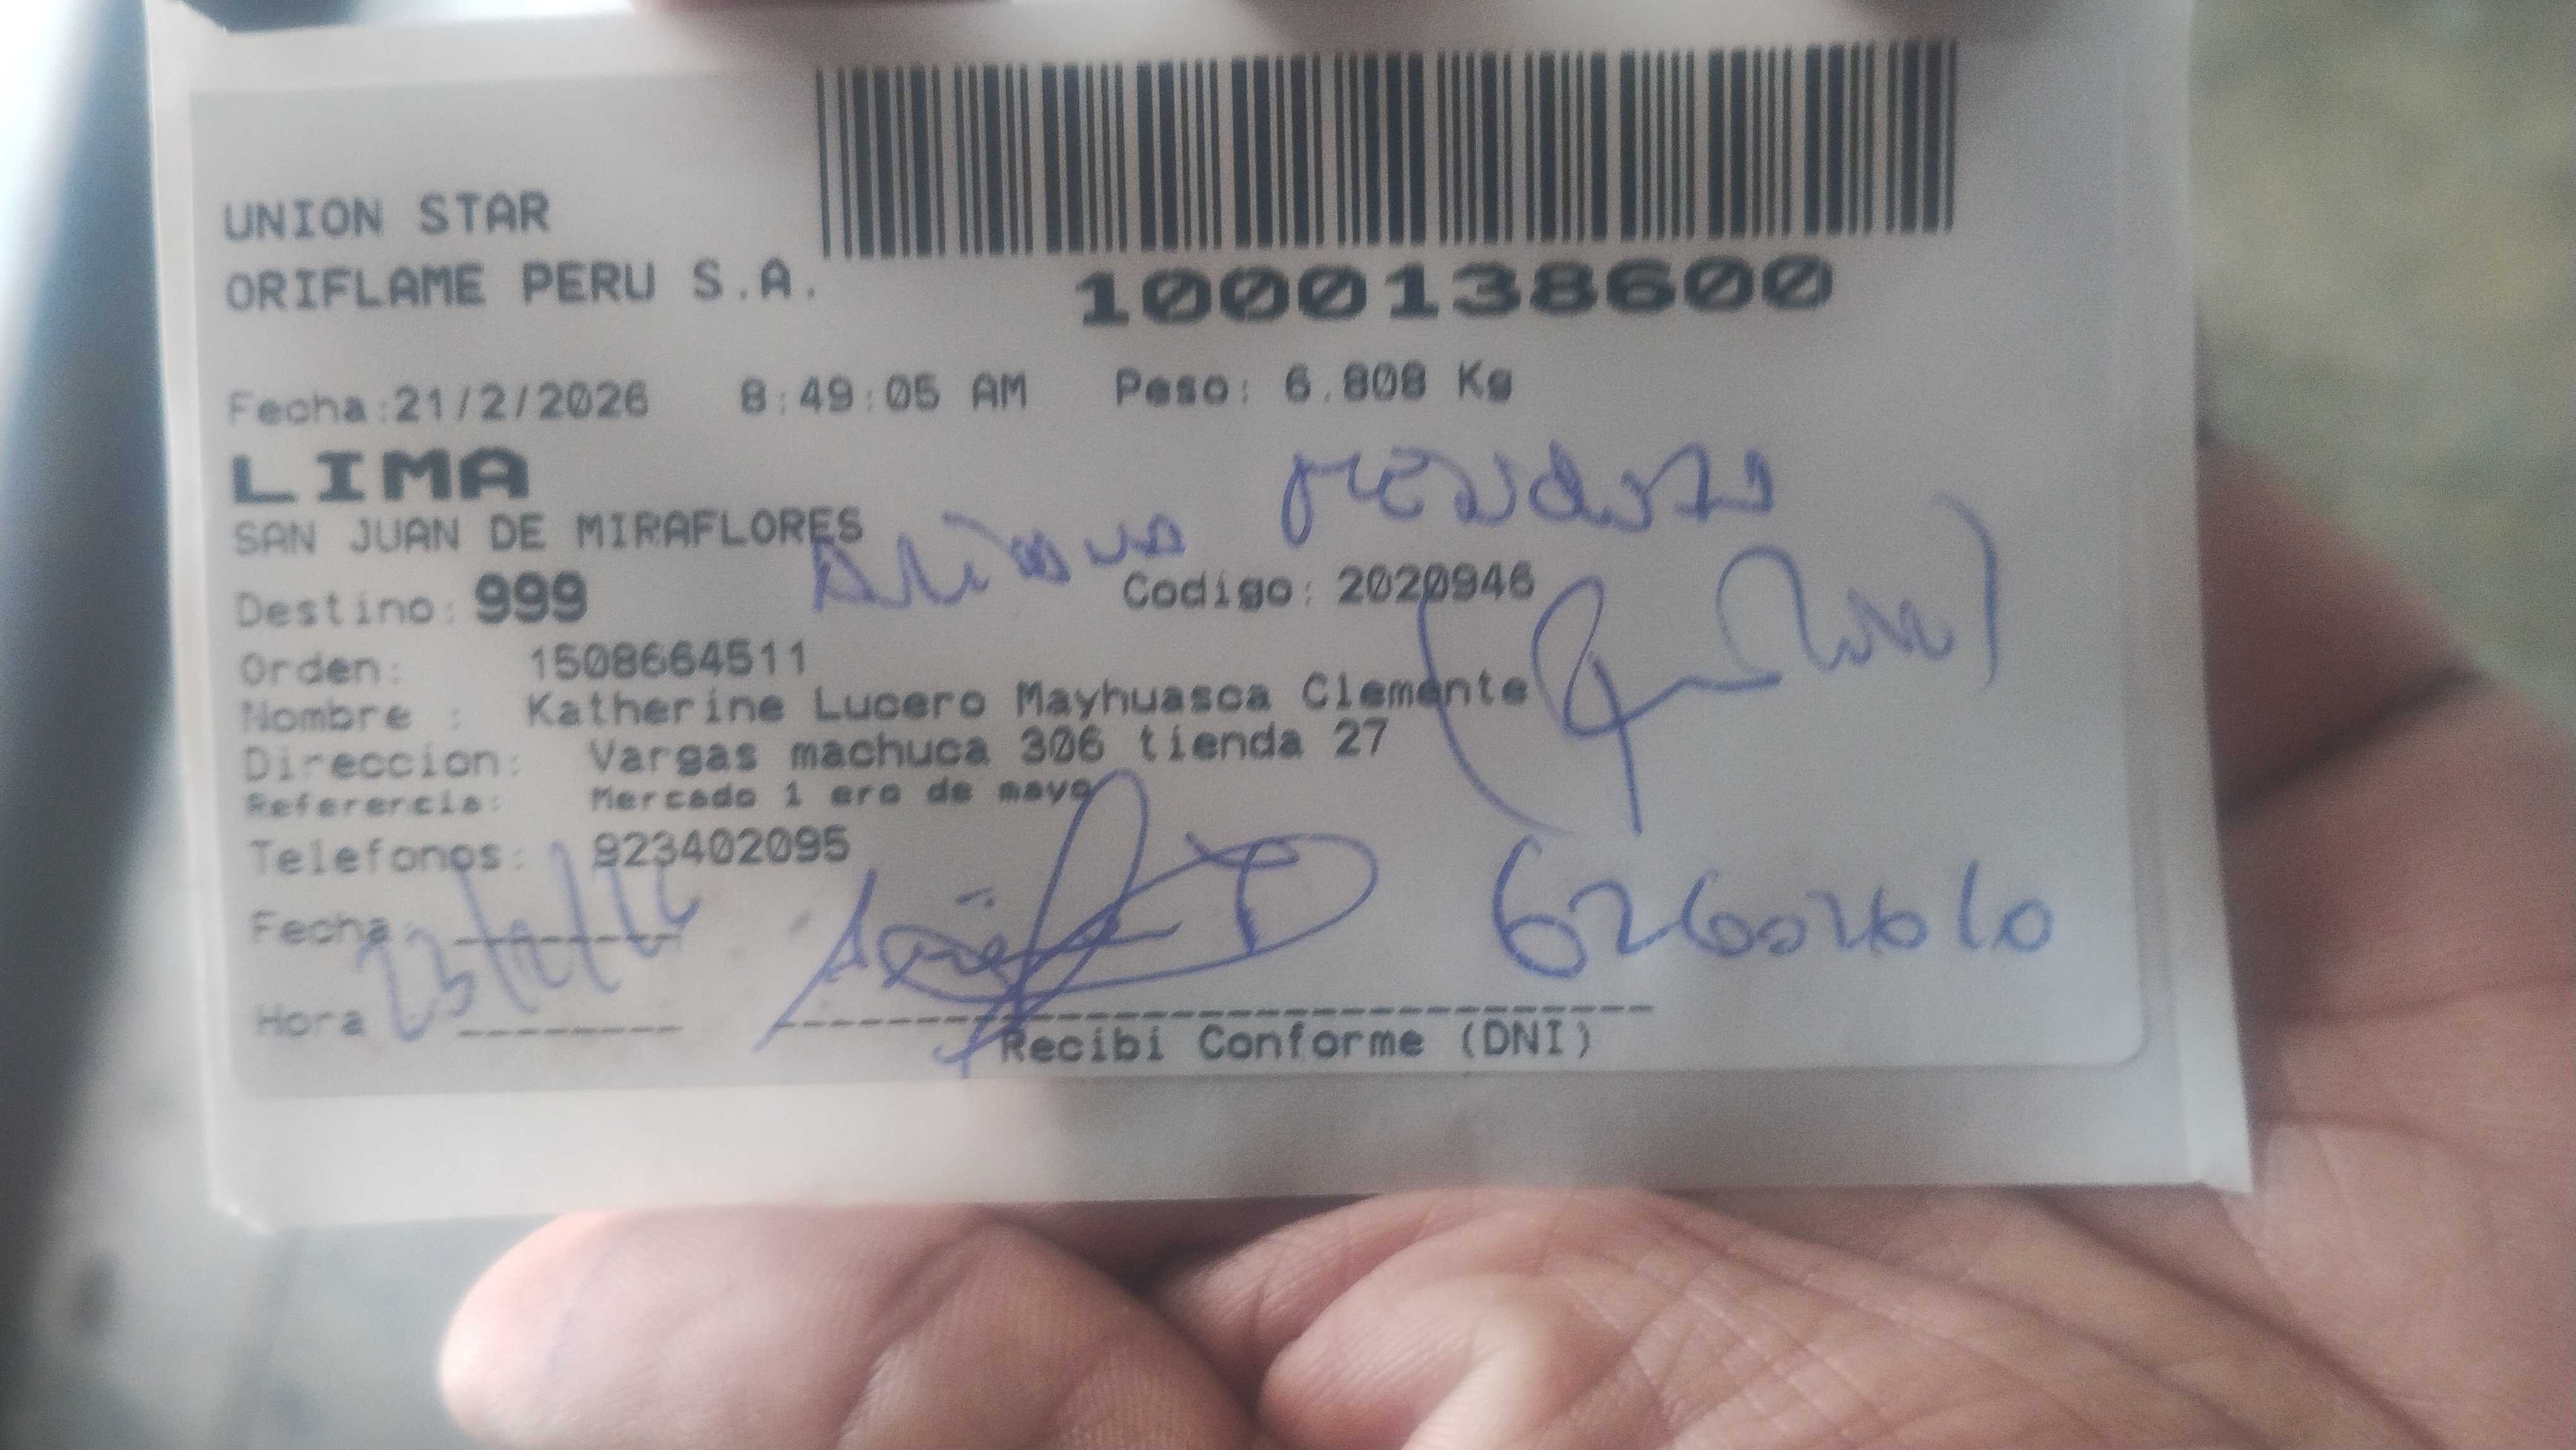 UNION STAR
ORIFLAME PERU S.A.
1000138600
Fecha:21/2/2026 8:49:05 AM Peso: 6.808 Kg
LIMA
SAN JUAN DE MIRAFLORES
Mendoza
Destino: 999 Codigo: 2020946
Orden: 1508664511
Nombre : Katherine Lucero Mayhuasca Clemente
Direccion: Vargas machuca 306 tienda 27
Referencia: Mercado 1 ero de mayo
Telefonos: 923402095
Fecha:
Hora
Recibi Conforme (DNI)